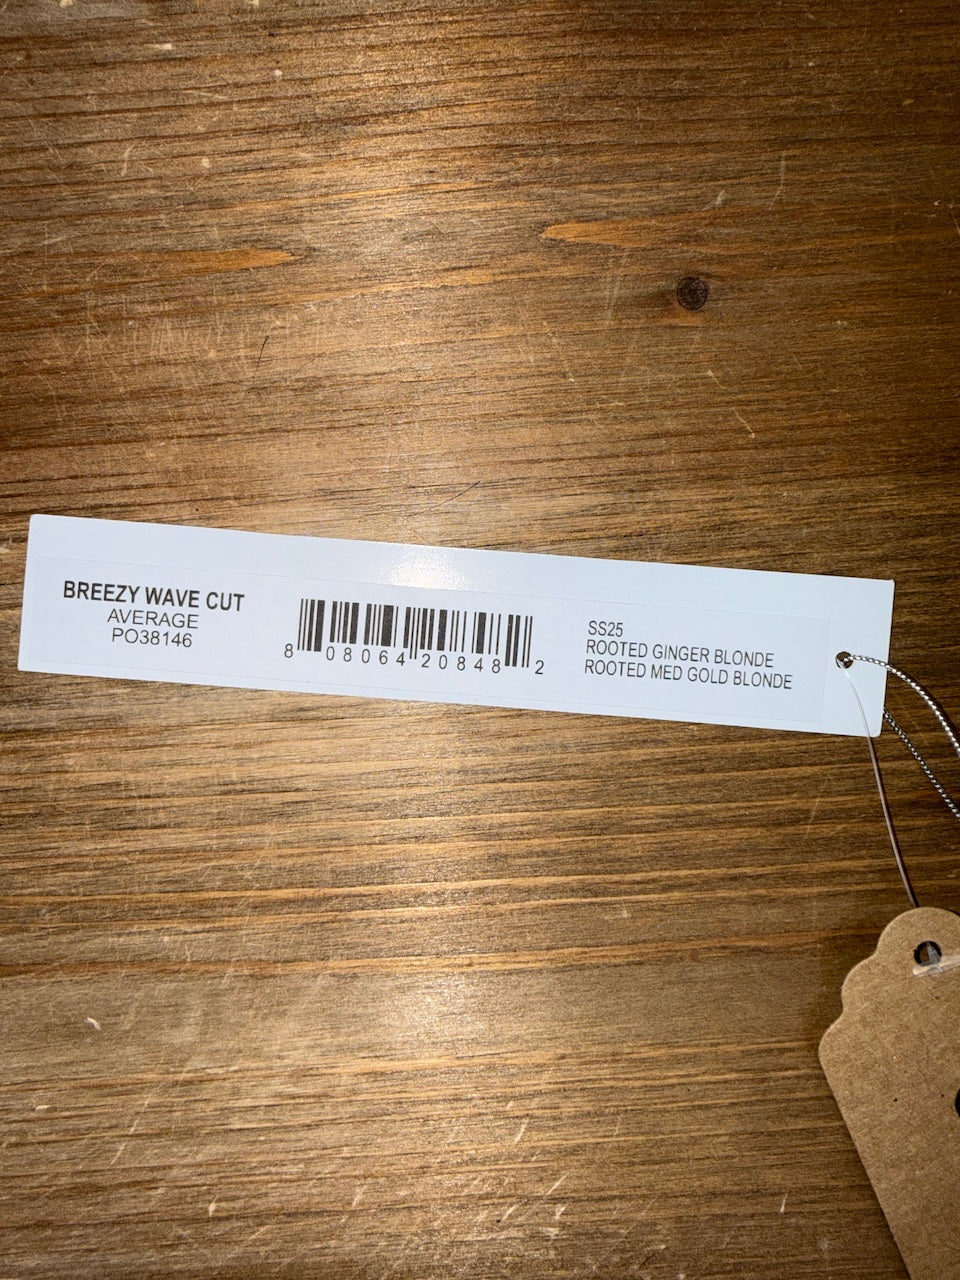 BREEZY WAVE CUT
AVERAGE
PO38146
8 08064 20848 2
SS25
ROOTED GINGER BLONDE
ROOTED MED GOLD BLONDE